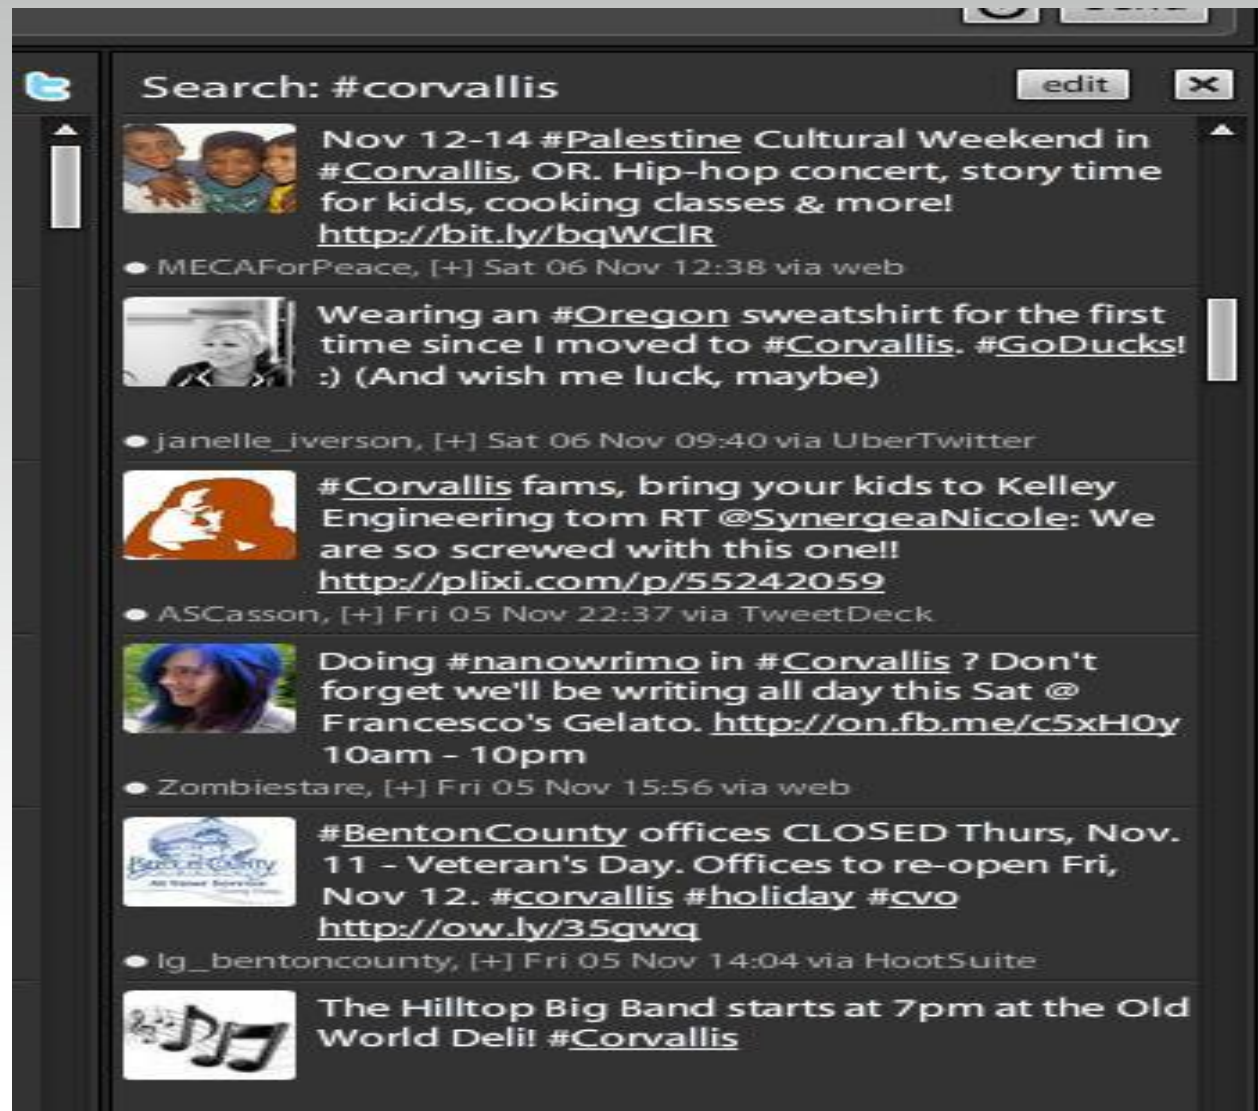 Search: #corvallis
edit
Nov 12-14 #Palestine Cultural Weekend in
#Corvallis, OR. Hip-hop concert, story time
for kids, cooking classes & more!
http://bit.ly/bqWClR
MECAForPeace, [+] Sat 06 Nov 12:38 via web
Wearing an #Oregon sweatshirt for the first
time since I moved to #Corvallis. #GoDucks!
:) (And wish me luck, maybe)
janelle_iverson, [+] Sat 06 Nov 09:40 via UberTwitter
#Corvallis fams, bring your kids to Kelley
Engineering tom RT @SynergeaNicole: We
are so screwed with this one!!
http://plixi.com/p/55242059
ASCasson, [+] Fri 05 Nov 22:37 via TweetDeck
Doing #nanowrimo in #Corvallis ? Don't
forget we'll be writing all day this Sat @
Francesco's Gelato. http://on.fb.me/c5xH0y
10am - 10pm
Zombiestare, [+] Fri 05 Nov 15:56 via web
#BentonCounty offices CLOSED Thurs, Nov.
11 - Veteran's Day. Offices to re-open Fri,
Nov 12. #corvallis #holiday #cvo
http://ow.ly/35gwq
lg_bentoncounty, [+] Fri 05 Nov 14:04 via HootSuite
The Hilltop Big Band starts at 7pm at the Old
World Deli! #Corvallis